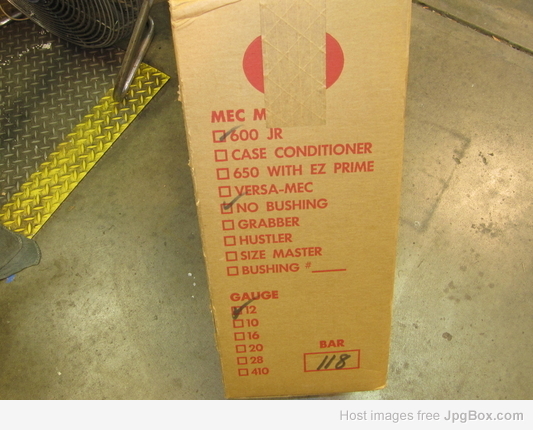 MEC M
600 JR
CASE CONDITIONER
650 WITH EZ PRIME
VERSA-MEC
NO BUSHING
GRABBER
HUSTLER
SIZE MASTER
BUSHING #
GAUGE
12
10
16
20
28
410
BAR
118
Host images free JpgBox.com